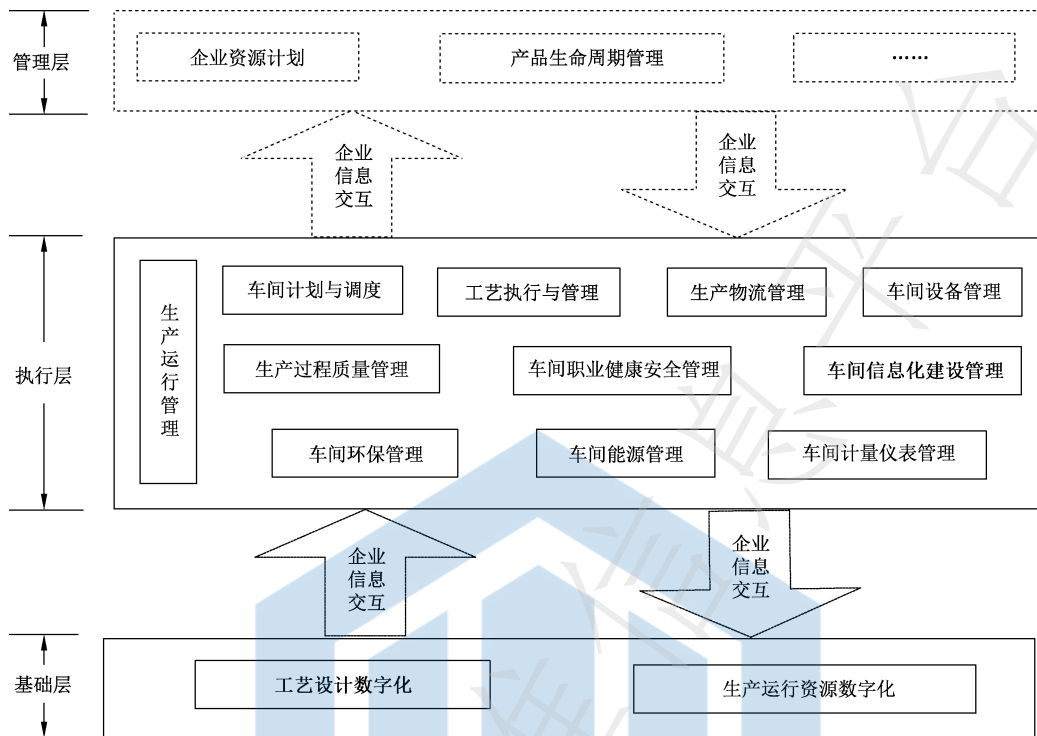 管理层
企业资源计划
产品生命周期管理
……
企业
信息
交互
企业
信息
交互
执行层
生产运行管理
车间计划与调度
工艺执行与管理
生产物流管理
车间设备管理
生产过程质量管理
车间职业健康安全管理
车间信息化建设管理
车间环保管理
车间能源管理
车间计量仪表管理
企业
信息
交互
企业
信息
交互
基础层
工艺设计数字化
生产运行资源数字化
准信息平台